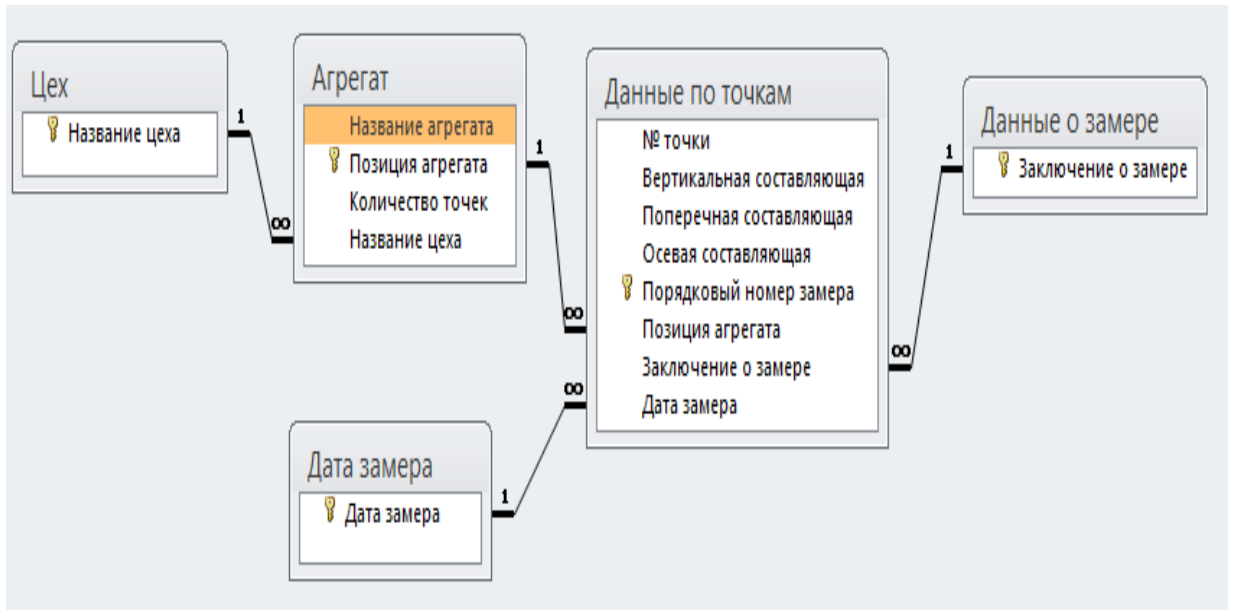 Цех
Название цеха
1
∞
Агрегат
Название агрегата
Позиция агрегата
Количество точек
Название цеха
1
∞
Данные по точкам
№ точки
Вертикальная составляющая
Поперечная составляющая
Осевая составляющая
Порядковый номер замера
Позиция агрегата
Заключение о замере
Дата замера
∞
1
Данные о замере
Заключение о замере
Дата замера
Дата замера
1
∞